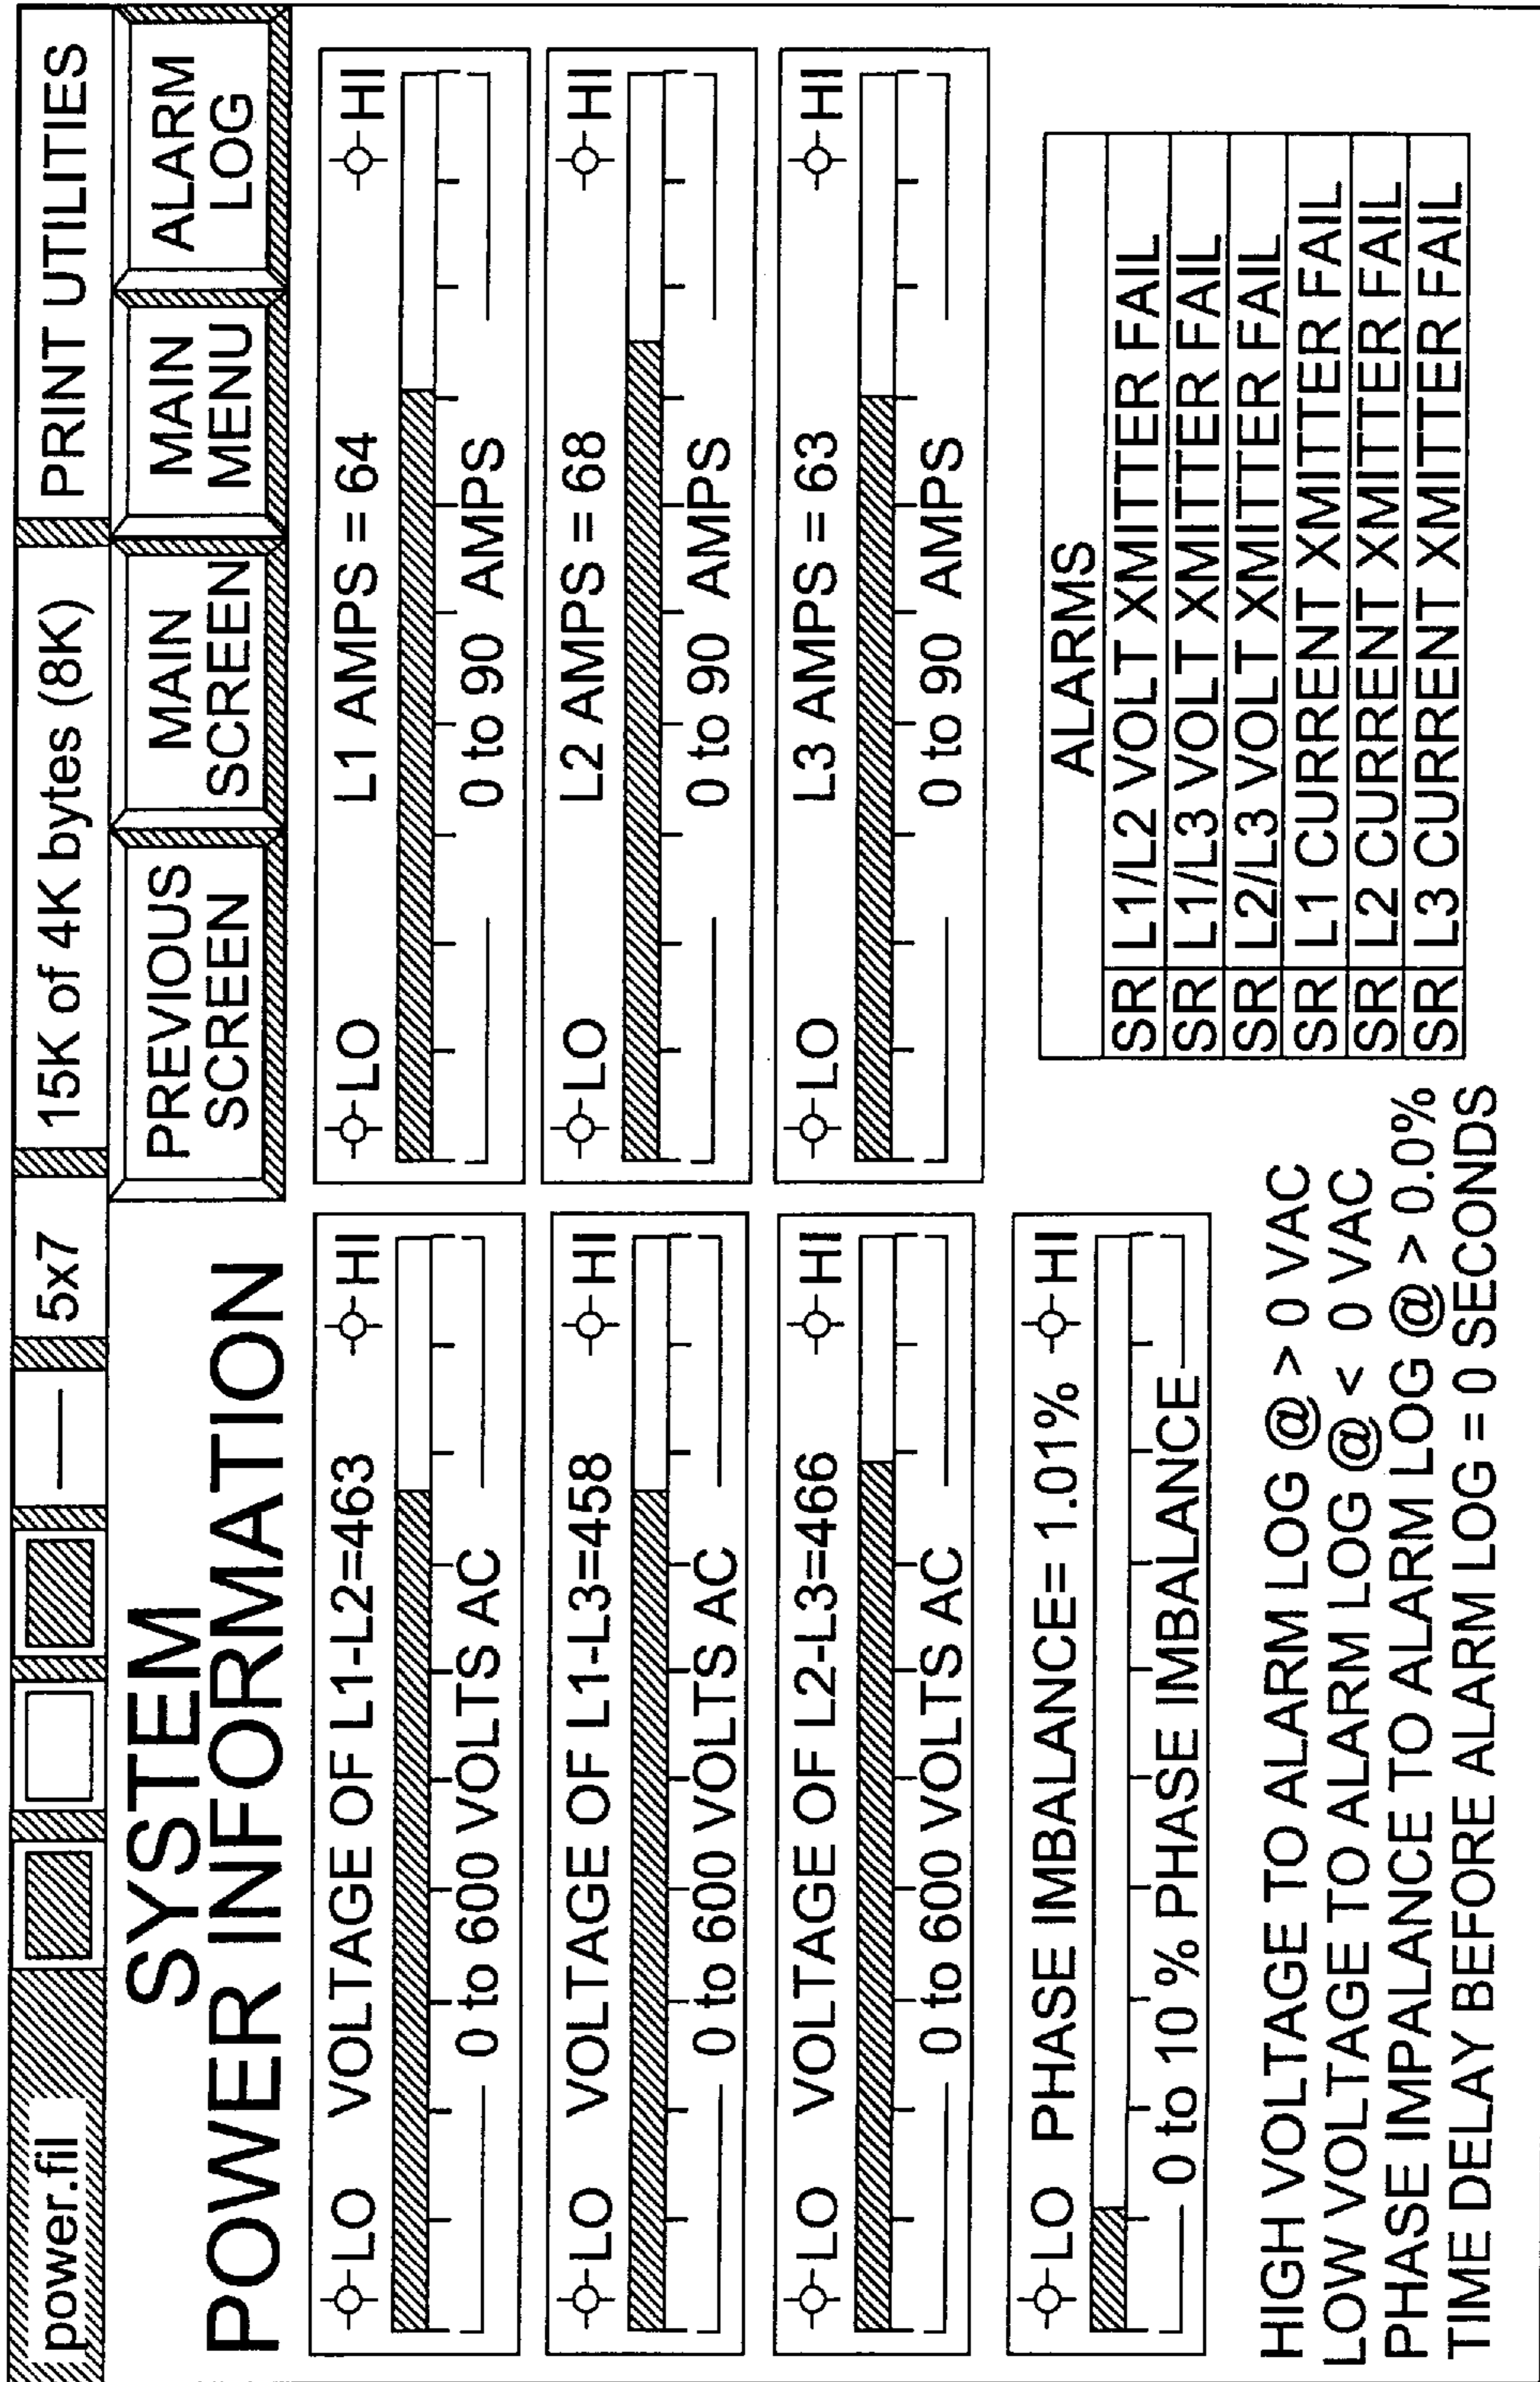 power.fil
5x7
15K of 4K bytes (8K)
PRINT UTILITIES
SYSTEM
POWER INFORMATION
PREVIOUS
SCREEN
MAIN
SCREEN
MAIN
MENU
ALARM
LOG
LO VOLTAGE OF L1-L2=463 HI
0 to 600 VOLTS AC
LO VOLTAGE OF L1-L3=458 HI
0 to 600 VOLTS AC
LO VOLTAGE OF L2-L3=466 HI
0 to 600 VOLTS AC
LO PHASE IMBALANCE= 1.01% HI
0 to 10 % PHASE IMBALANCE
LO L1 AMPS = 64 HI
0 to 90 AMPS
LO L2 AMPS = 68 HI
0 to 90 AMPS
LO L3 AMPS = 63 HI
0 to 90 AMPS
HIGH VOLTAGE TO ALARM LOG @ > 0 VAC
LOW VOLTAGE TO ALARM LOG @ < 0 VAC
PHASE IMPALANCE TO ALARM LOG @ > 0.0%
TIME DELAY BEFORE ALARM LOG = 0 SECONDS
ALARMS
SR L1/L2 VOLT XMITTER FAIL
SR L1/L3 VOLT XMITTER FAIL
SR L2/L3 VOLT XMITTER FAIL
SR L1 CURRENT XMITTER FAIL
SR L2 CURRENT XMITTER FAIL
SR L3 CURRENT XMITTER FAIL